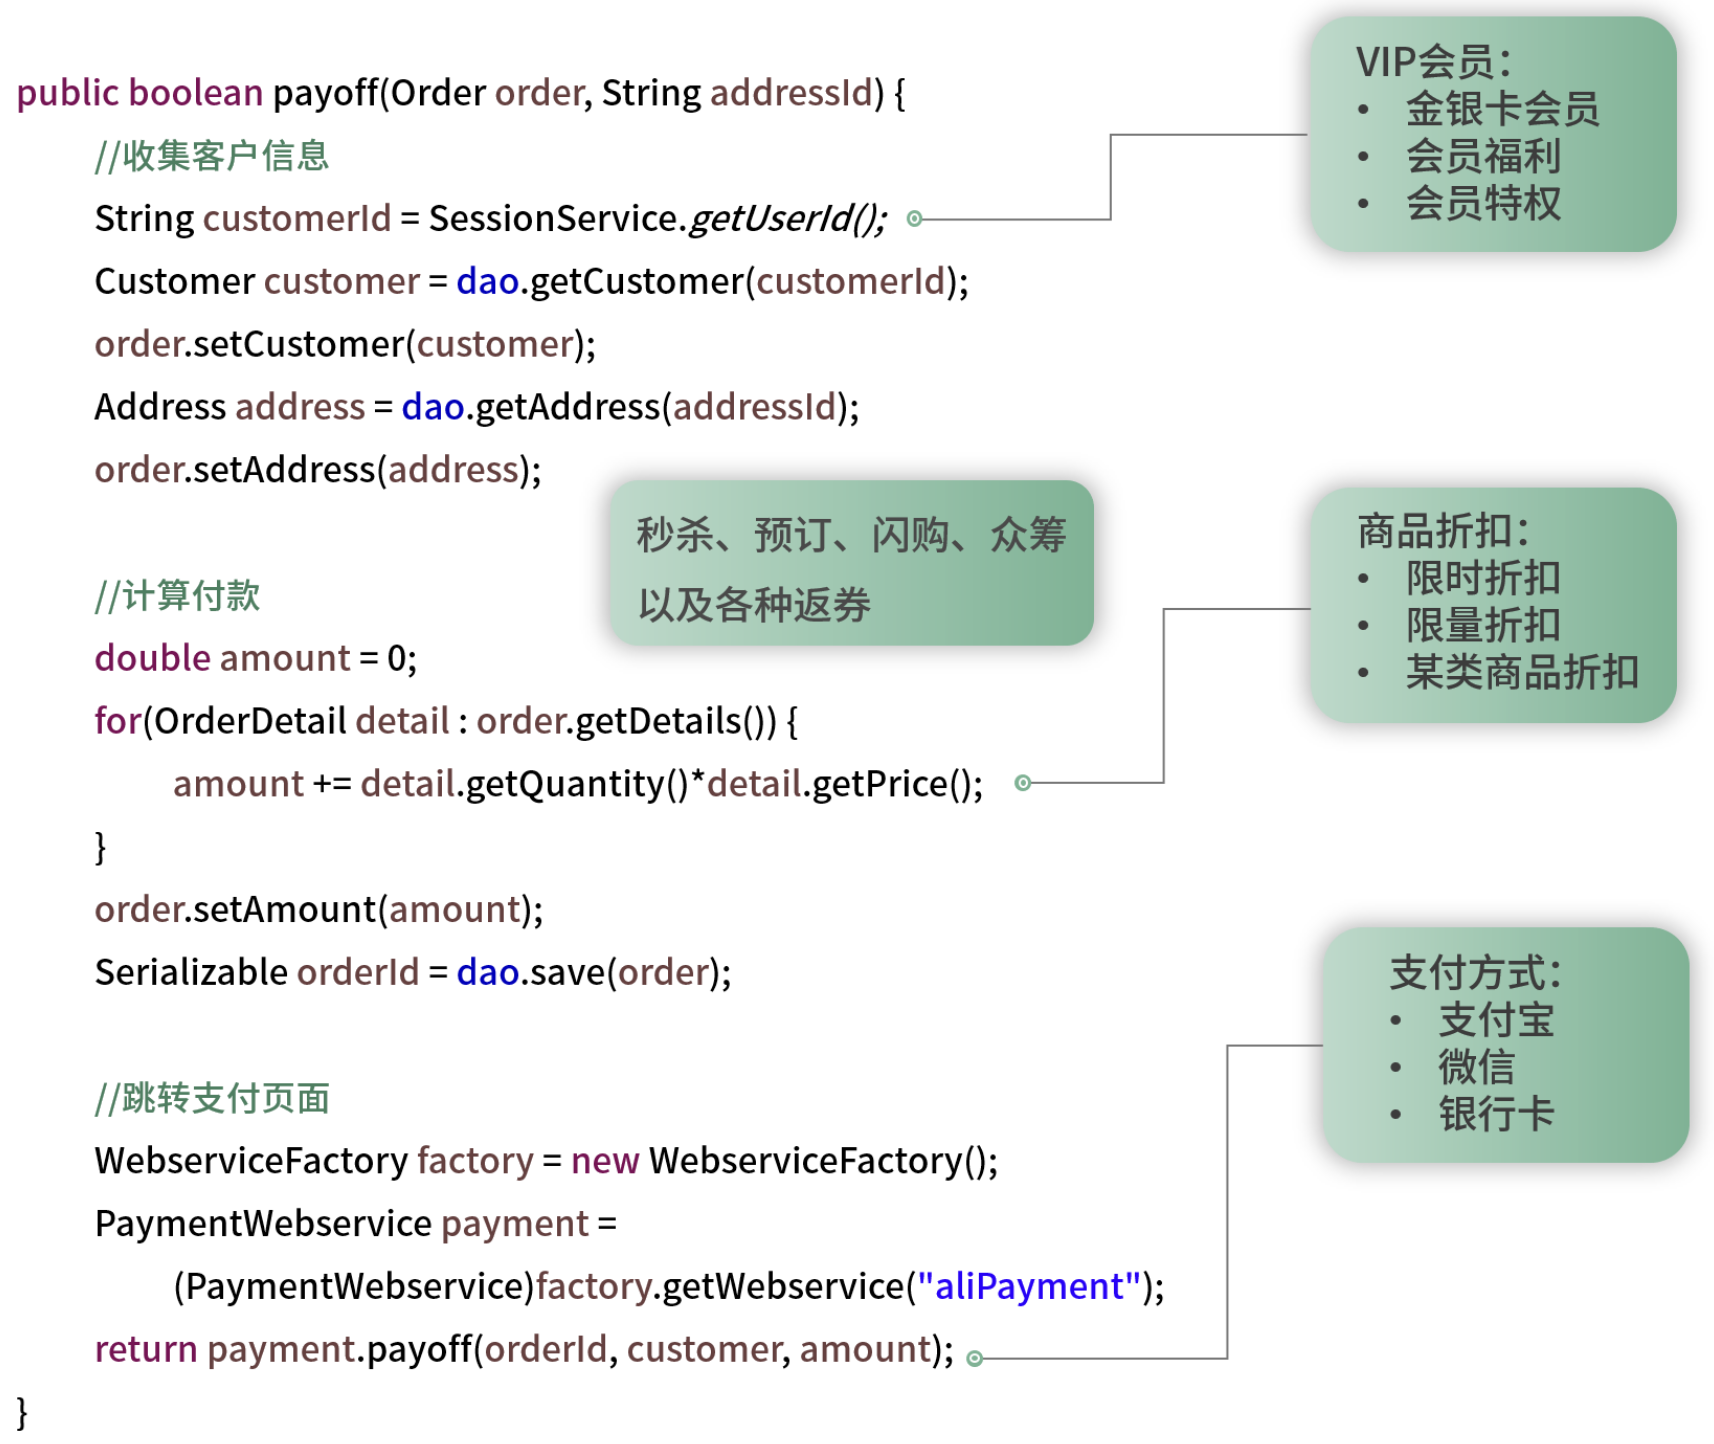 public boolean payoff(Order order, String addressId) {
//收集客户信息
String customerId = SessionService.getUserId();
Customer customer = dao.getCustomer(customerId);
order.setCustomer(customer);
Address address = dao.getAddress(addressId);
order.setAddress(address);
//计算付款
double amount = 0;
for(OrderDetail detail : order.getDetails()) {
amount += detail.getQuantity()*detail.getPrice();
}
order.setAmount(amount);
Serializable orderId = dao.save(order);
//跳转支付页面
WebserviceFactory factory = new WebserviceFactory();
PaymentWebservice payment =
(PaymentWebservice)factory.getWebservice("aliPayment");
return payment.payoff(orderId, customer, amount);
}
VIP会员：
• 金银卡会员
• 会员福利
• 会员特权
秒杀、预订、闪购、众筹
以及各种返券
商品折扣：
• 限时折扣
• 限量折扣
• 某类商品折扣
支付方式：
• 支付宝
• 微信
• 银行卡